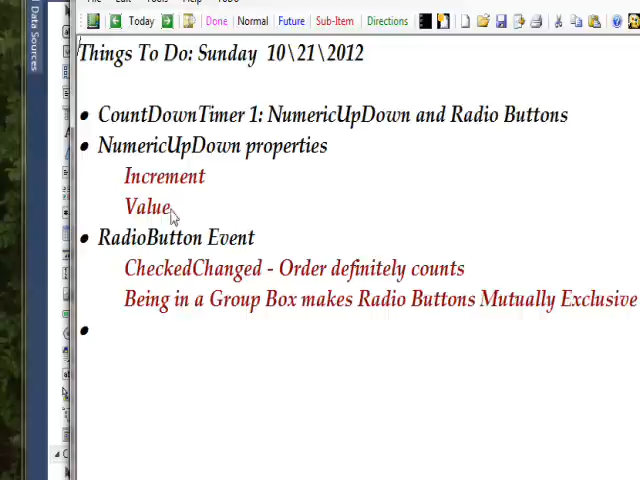 Data Sources
Today Done Normal Future Sub-Item Directions
Things To Do: Sunday 10\21\2012
• CountDownTimer 1: NumericUpDown and Radio Buttons
• NumericUpDown properties
Increment
Value
• RadioButton Event
CheckedChanged - Order definitely counts
Being in a Group Box makes Radio Buttons Mutually Exclusive
•